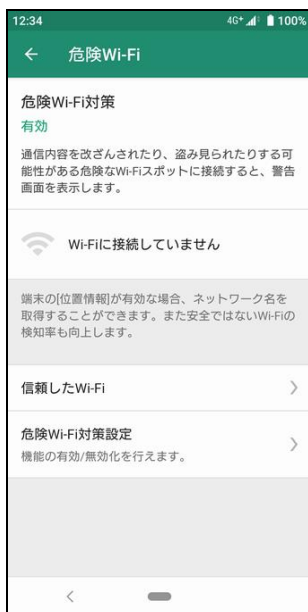 12:34 4G+ 100%
危険Wi-Fi
危険Wi-Fi対策
有効
通信内容を改ざんされたり、盗み見られたりする可
能性がある危険なWi-Fiスポットに接続すると、警告
画面を表示します。
Wi-Fiに接続していません
端末の[位置情報]が有効な場合、ネットワーク名を
取得することができます。また安全ではないWi-Fiの
検知率も向上します。
信頼したWi-Fi
危険Wi-Fi対策設定
機能の有効/無効化を行えます。